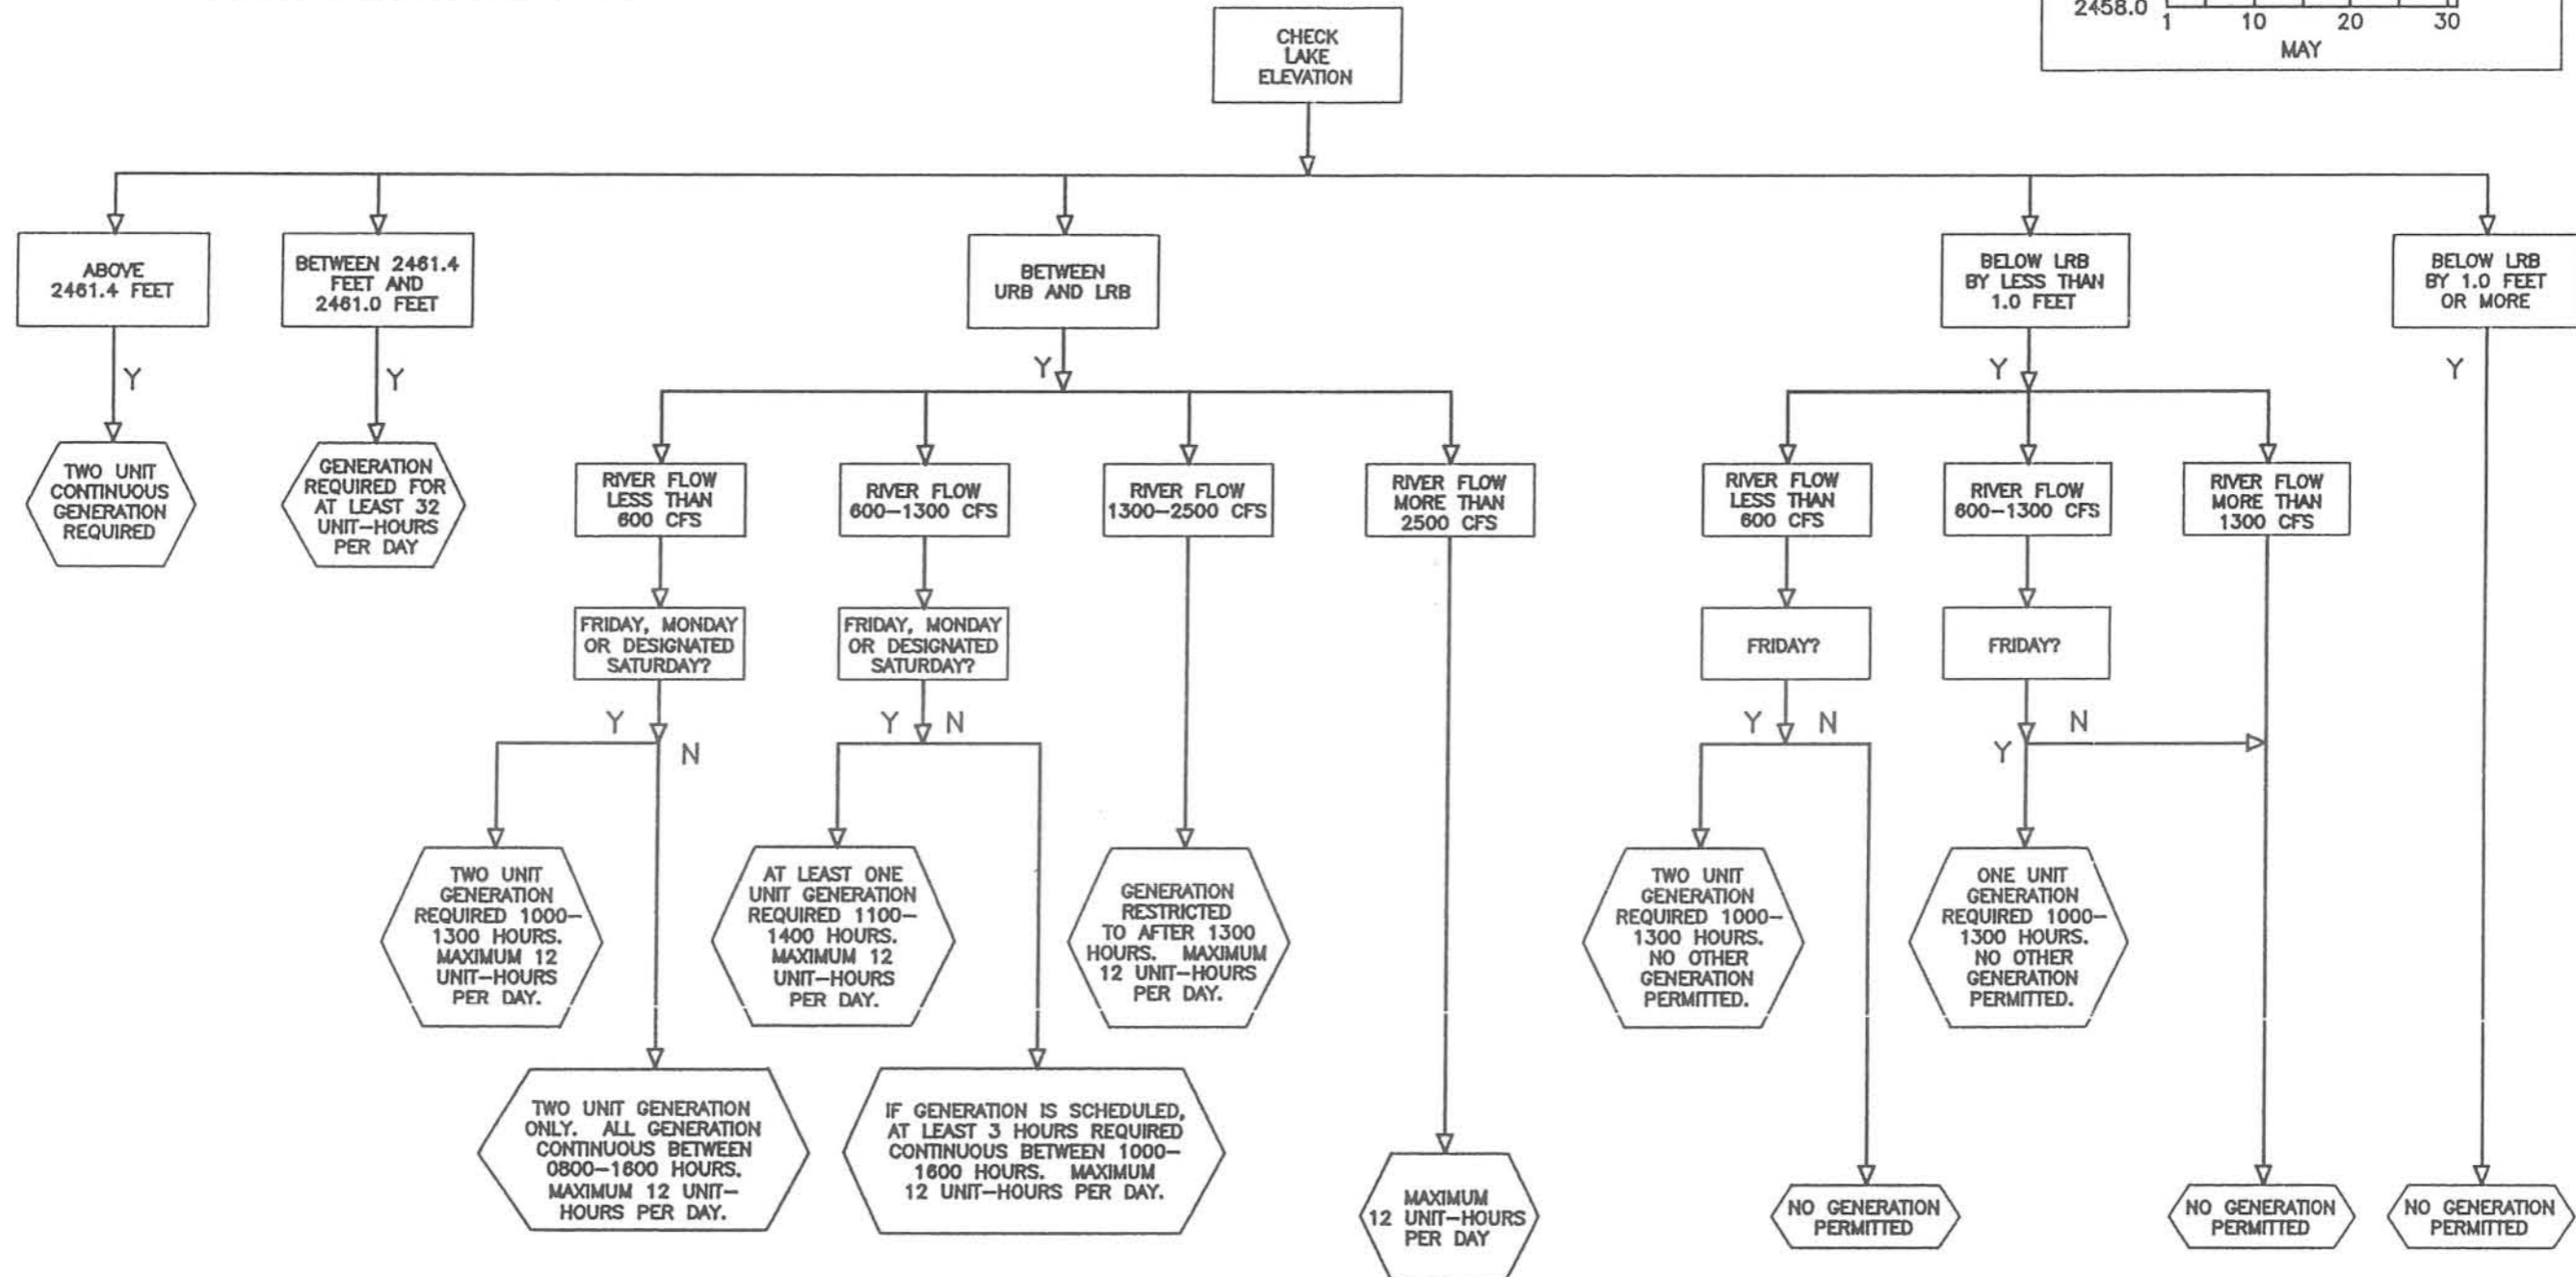 2458.0
1 10 20 30
MAY
CHECK
LAKE
ELEVATION
ABOVE
2461.4 FEET
BETWEEN 2461.4
FEET AND
2461.0 FEET
BETWEEN
URB AND LRB
BELOW LRB
BY LESS THAN
1.0 FEET
BELOW LRB
BY 1.0 FEET
OR MORE
Y
Y
Y
Y
Y
TWO UNIT
CONTINUOUS
GENERATION
REQUIRED
GENERATION
REQUIRED FOR
AT LEAST 32
UNIT-HOURS
PER DAY
RIVER FLOW
LESS THAN
600 CFS
RIVER FLOW
600-1300 CFS
RIVER FLOW
1300-2500 CFS
RIVER FLOW
MORE THAN
2500 CFS
RIVER FLOW
LESS THAN
600 CFS
RIVER FLOW
600-1300 CFS
RIVER FLOW
MORE THAN
1300 CFS
FRIDAY, MONDAY
OR DESIGNATED
SATURDAY?
FRIDAY, MONDAY
OR DESIGNATED
SATURDAY?
FRIDAY?
FRIDAY?
Y
N
Y N
Y N
Y
N
TWO UNIT
GENERATION
REQUIRED 1000-
1300 HOURS.
MAXIMUM 12
UNIT-HOURS
PER DAY.
AT LEAST ONE
UNIT GENERATION
REQUIRED 1100-
1400 HOURS.
MAXIMUM 12
UNIT-HOURS
PER DAY.
GENERATION
RESTRICTED
TO AFTER 1300
HOURS. MAXIMUM
12 UNIT-HOURS
PER DAY.
TWO UNIT
GENERATION
REQUIRED 1000-
1300 HOURS.
NO OTHER
GENERATION
PERMITTED.
ONE UNIT
GENERATION
REQUIRED 1000-
1300 HOURS.
NO OTHER
GENERATION
PERMITTED.
TWO UNIT GENERATION
ONLY. ALL GENERATION
CONTINUOUS BETWEEN
0800-1600 HOURS.
MAXIMUM 12 UNIT-
HOURS PER DAY.
IF GENERATION IS SCHEDULED,
AT LEAST 3 HOURS REQUIRED
CONTINUOUS BETWEEN 1000-
1600 HOURS. MAXIMUM
12 UNIT-HOURS PER DAY.
MAXIMUM
12 UNIT-HOURS
PER DAY
NO GENERATION
PERMITTED
NO GENERATION
PERMITTED
NO GENERATION
PERMITTED